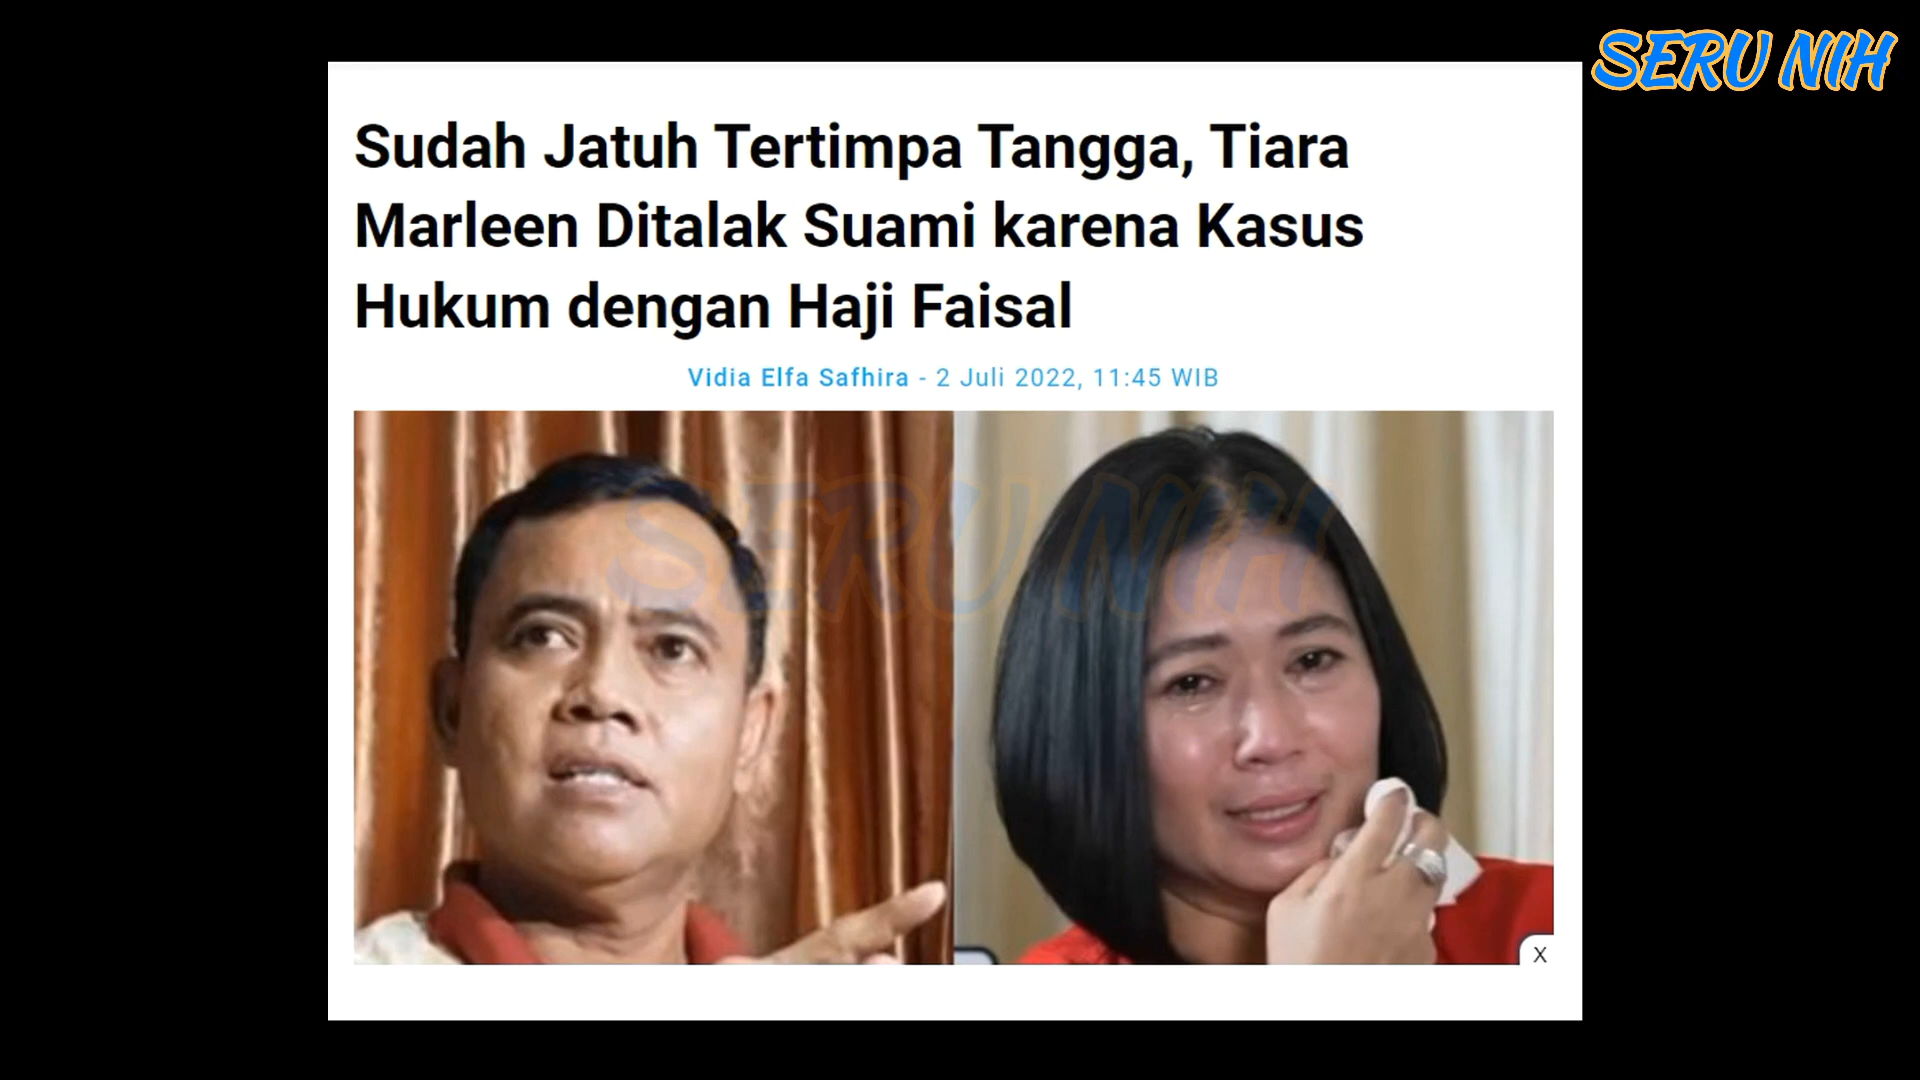 SERU NIH
Sudah Jatuh Tertimpa Tangga, Tiara
Marleen Ditalak Suami karena Kasus
Hukum dengan Haji Faisal
Vidia Elfa Safhira - 2 Juli 2022, 11:45 WIB
SERU NIH
X